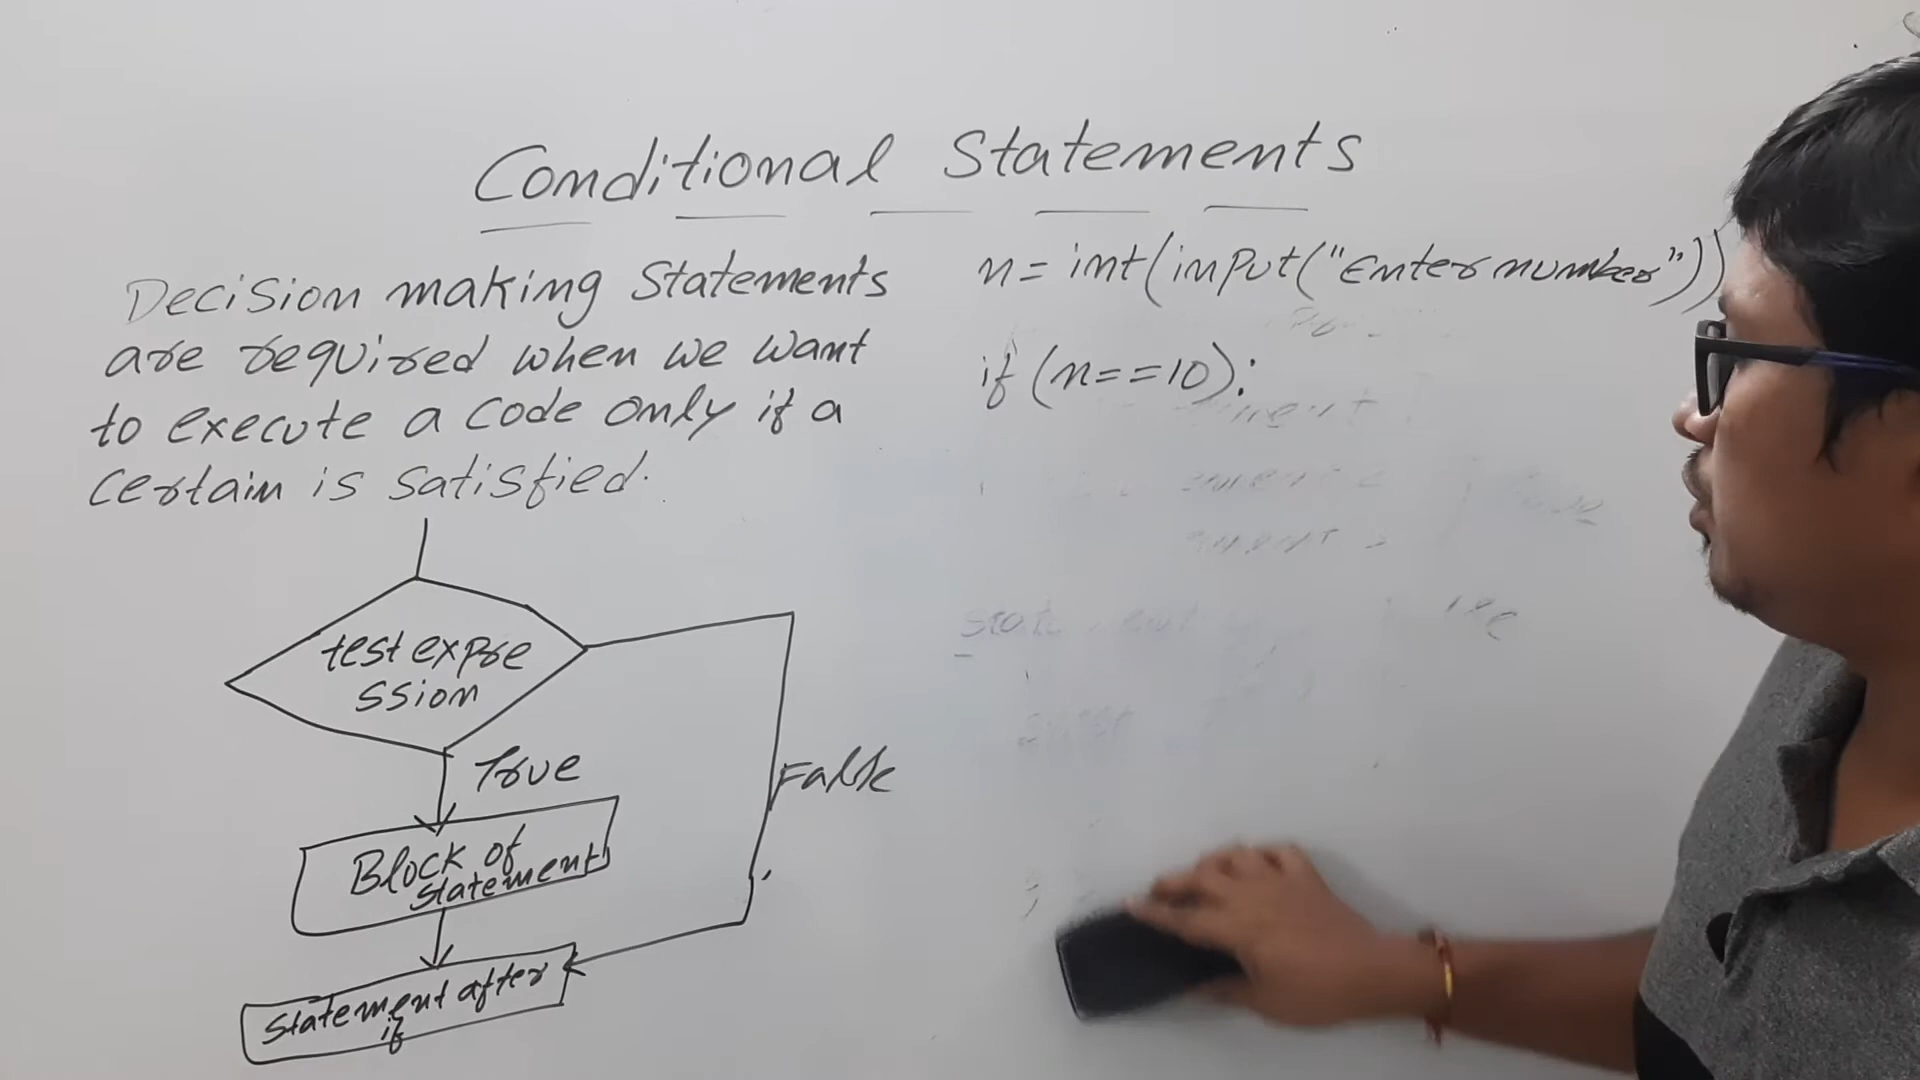 Conditional Statements
Decision making Statements
are required when we want
to execute a code only if a
certain is satisfied.
test expre
ssion
True
False
Block of
statements
Statement after
if
n = int(input("Enter number"))
if (n==10):